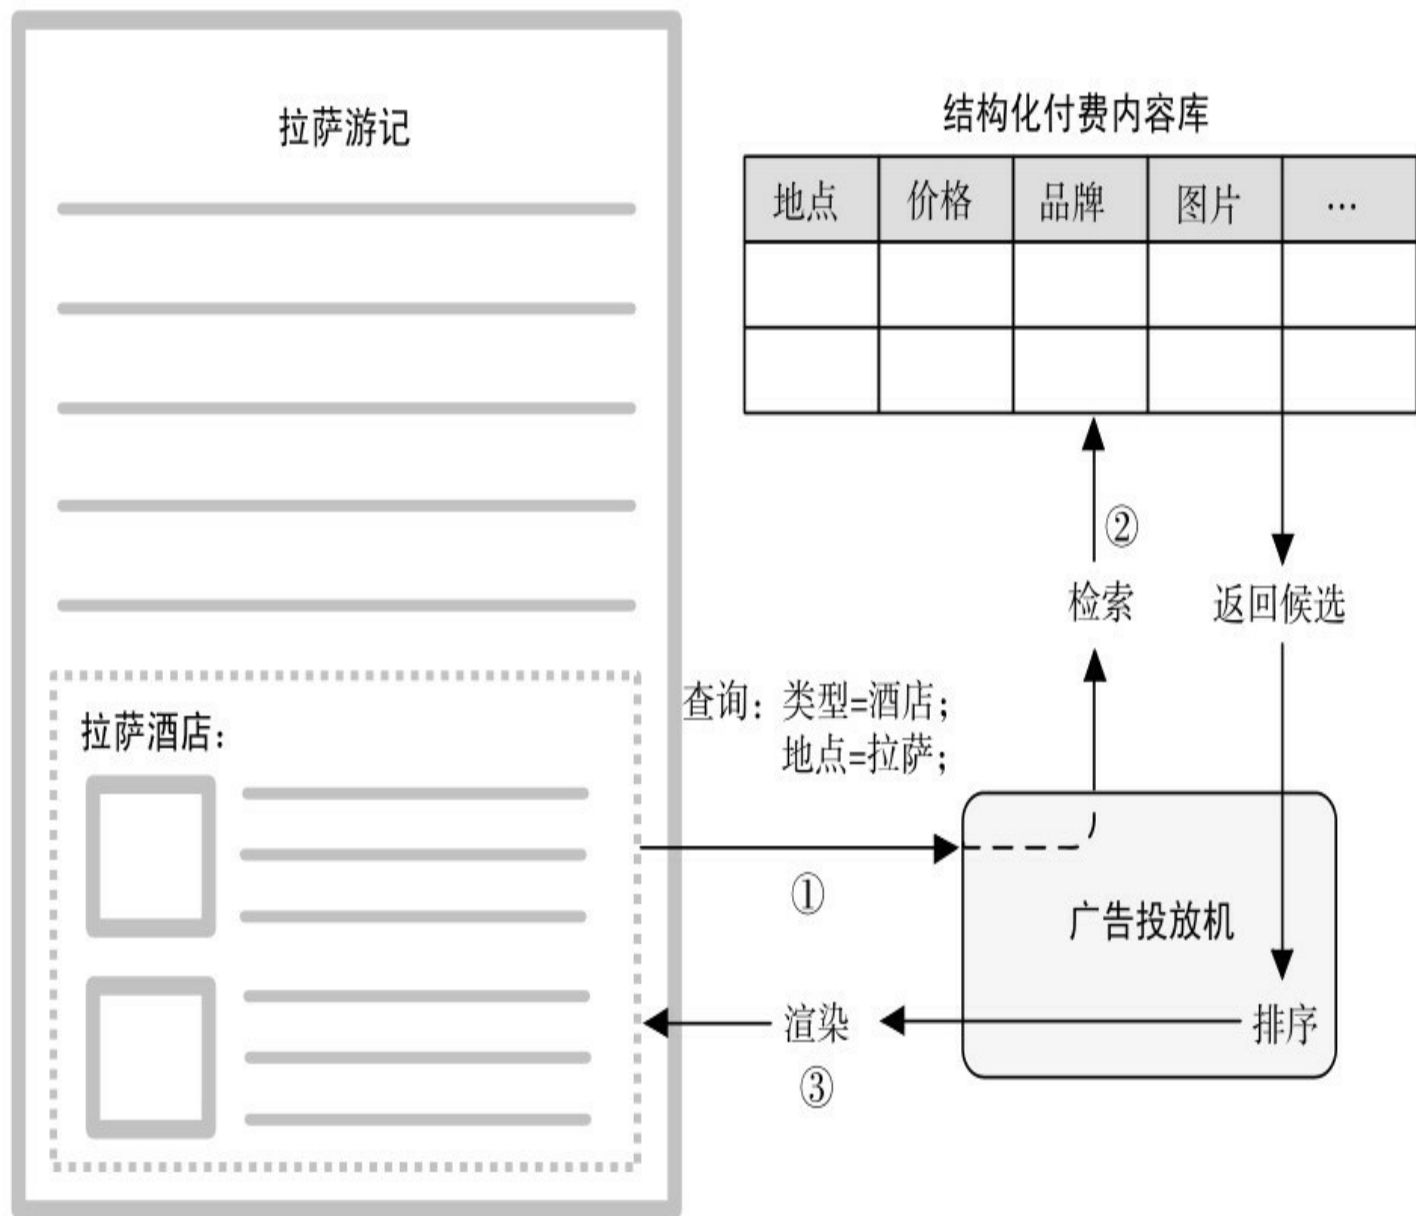 拉萨游记
结构化付费内容库
地点 价格 品牌 图片 …
②
检索 返回候选
查询：类型=酒店；
地点=拉萨；
拉萨酒店：
①
广告投放机
渲染 排序
③